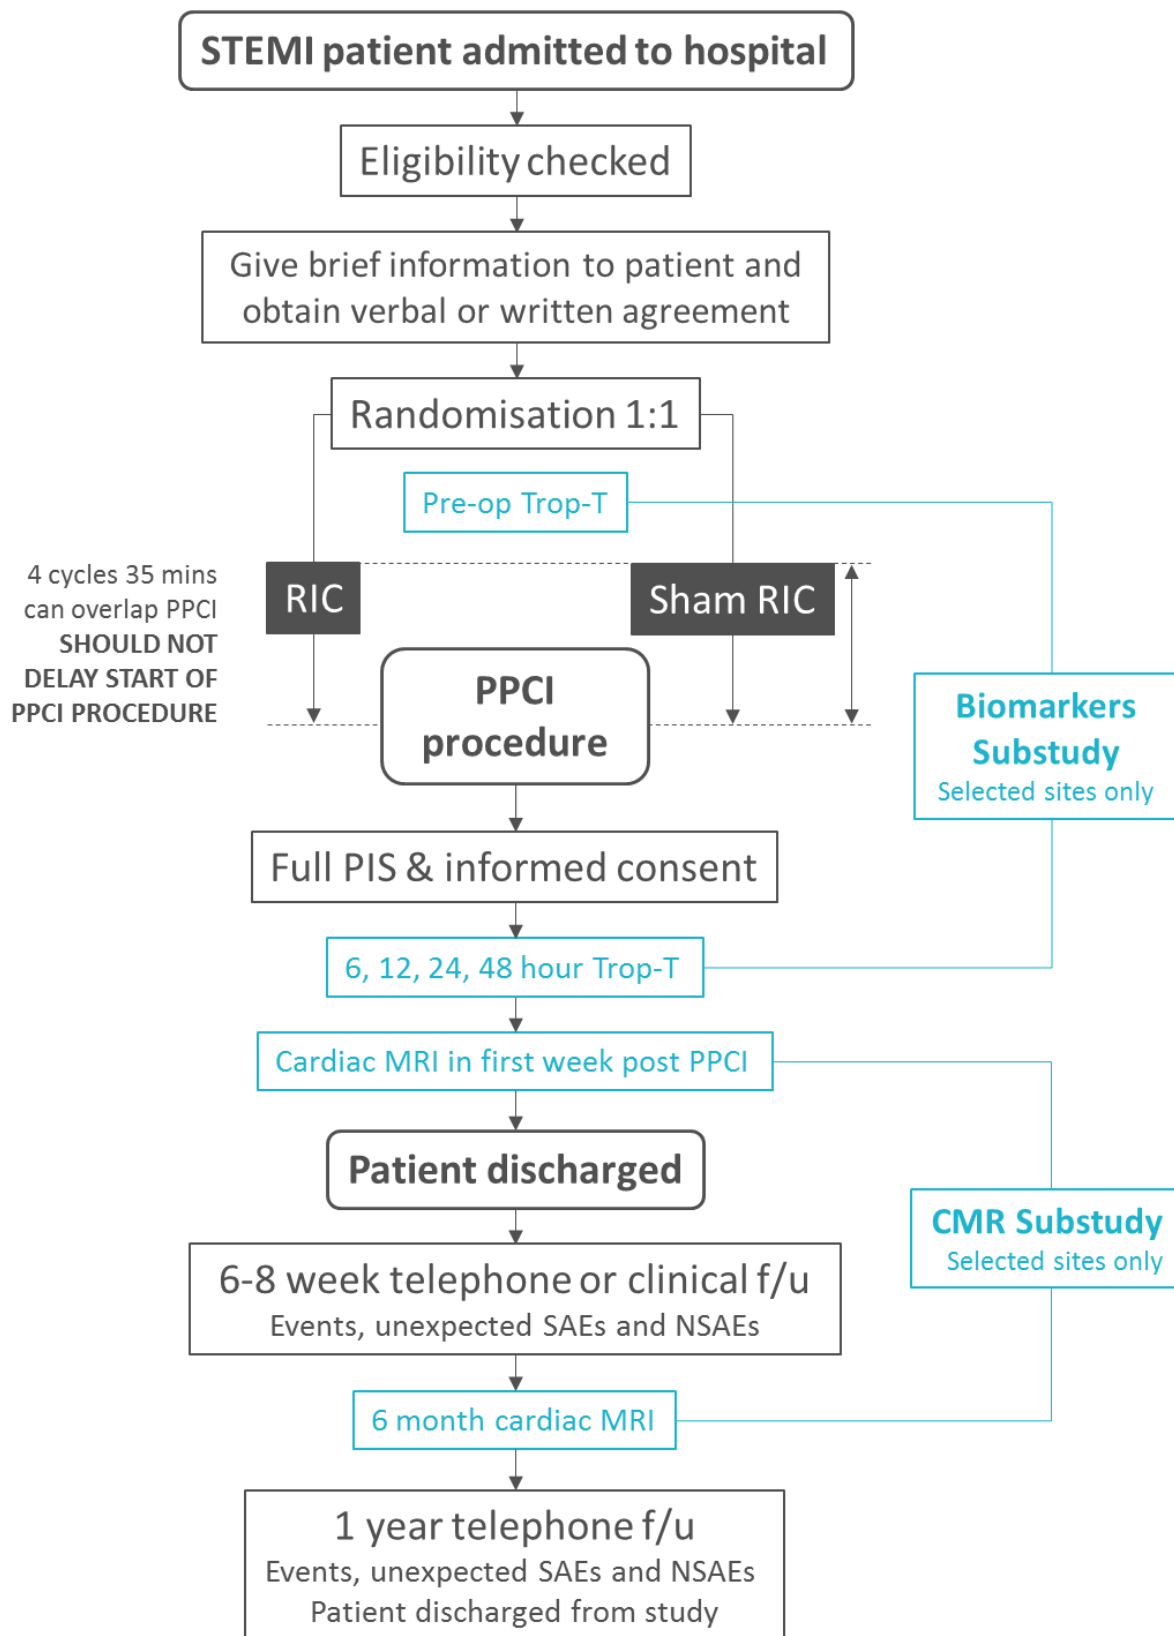 STEMI patient admitted to hospital
Eligibility checked
Give brief information to patient and
obtain verbal or written agreement
Randomisation 1:1
Pre-op Trop-T
4 cycles 35 mins
can overlap PPCI
SHOULD NOT
DELAY START OF
PPCI PROCEDURE
RIC
Sham RIC
PPCI
procedure
Biomarkers
Substudy
Selected sites only
Full PIS & informed consent
6, 12, 24, 48 hour Trop-T
Cardiac MRI in first week post PPCI
Patient discharged
CMR Substudy
Selected sites only
6-8 week telephone or clinical f/u
Events, unexpected SAEs and NSAEs
6 month cardiac MRI
1 year telephone f/u
Events, unexpected SAEs and NSAEs
Patient discharged from study